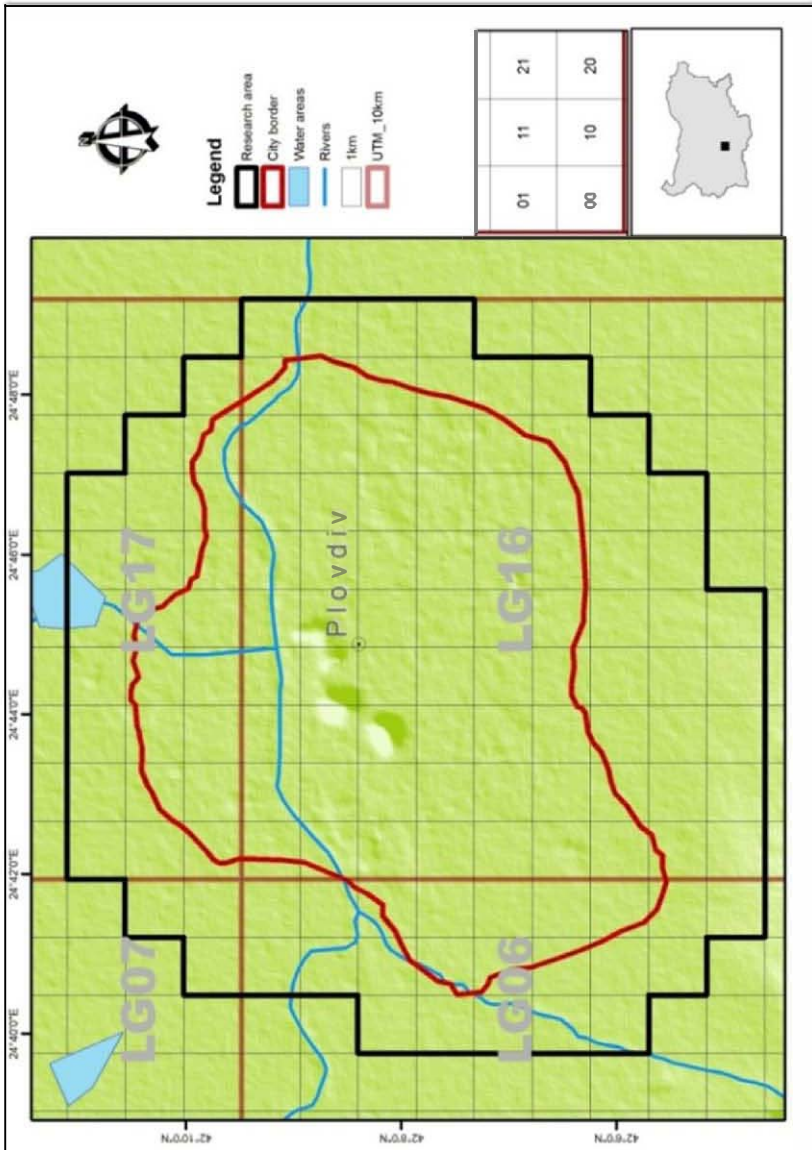 24°40'0"E
24°42'0"E
24°44'0"E
24°46'0"E
24°48'0"E
N
LG07
LG17
Plovdiv
LG06
LG16
42°10'0"N
42°8'0"N
42°6'0"N
Legend
Research area
City border
Water areas
Rivers
1km
UTM_10km
01 11 21
00 10 20